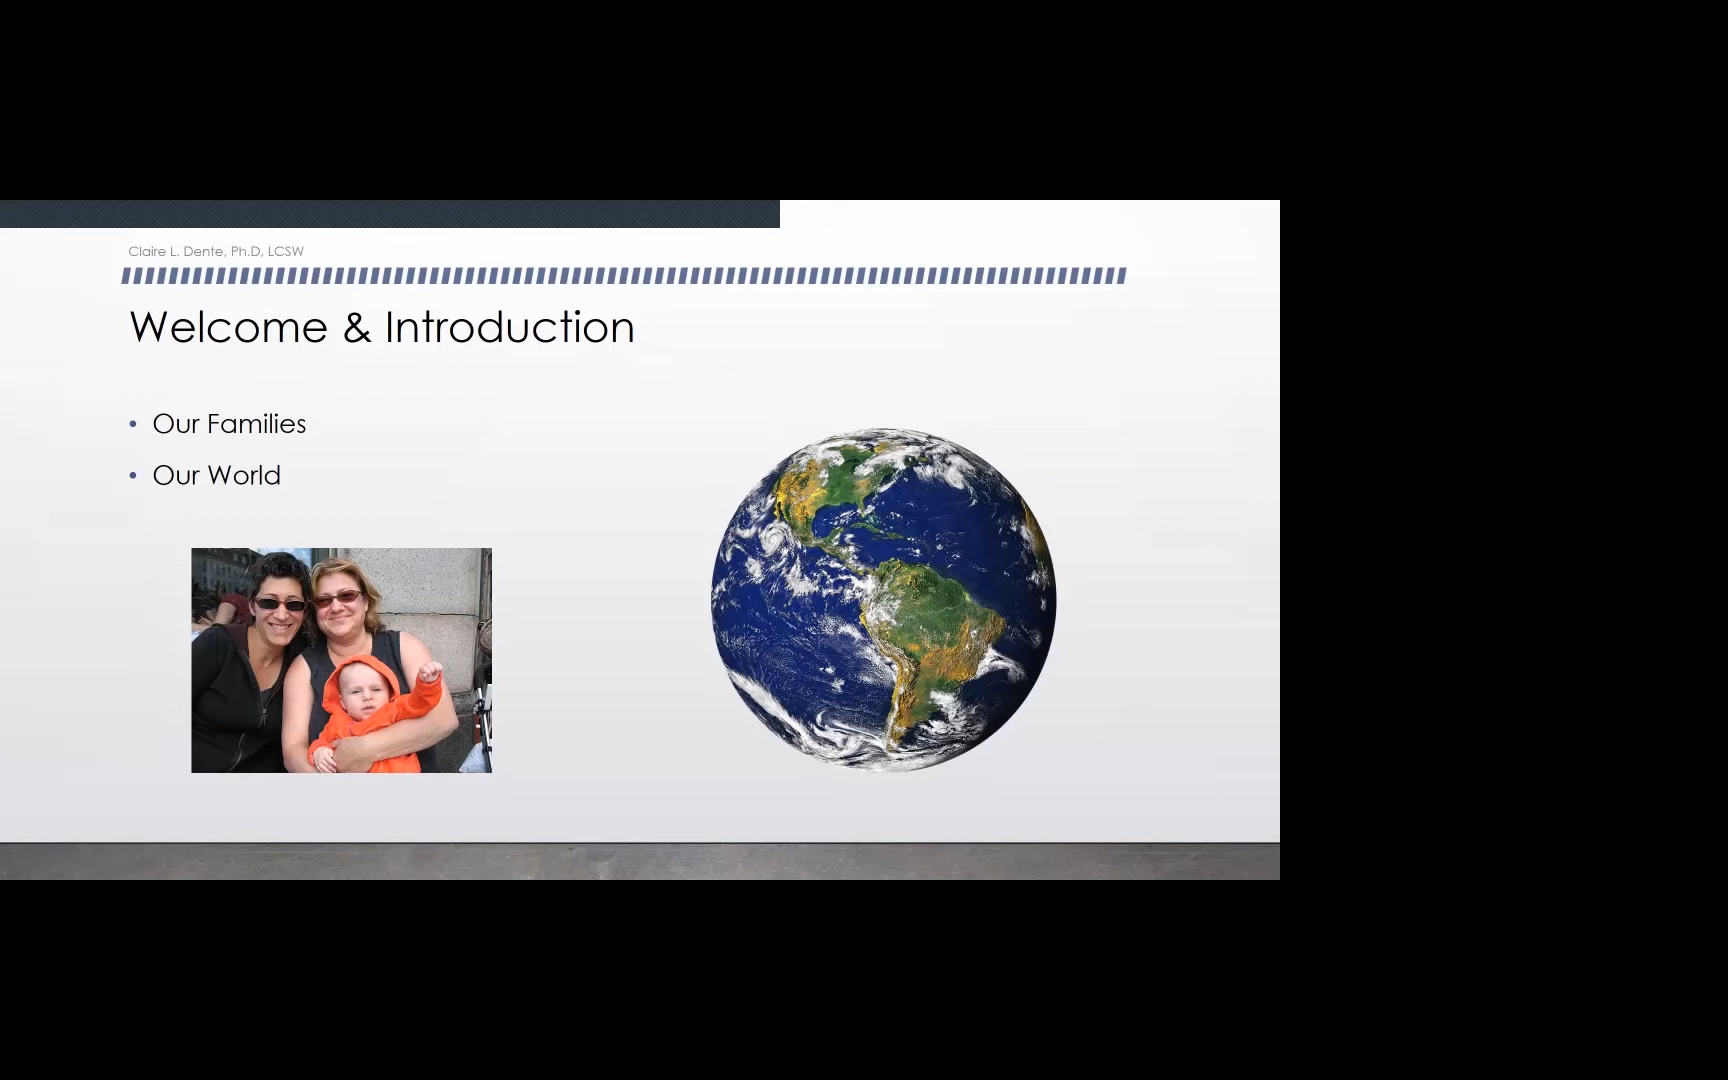 Claire L. Dente, Ph.D, LCSW
Welcome & Introduction
• Our Families
• Our World